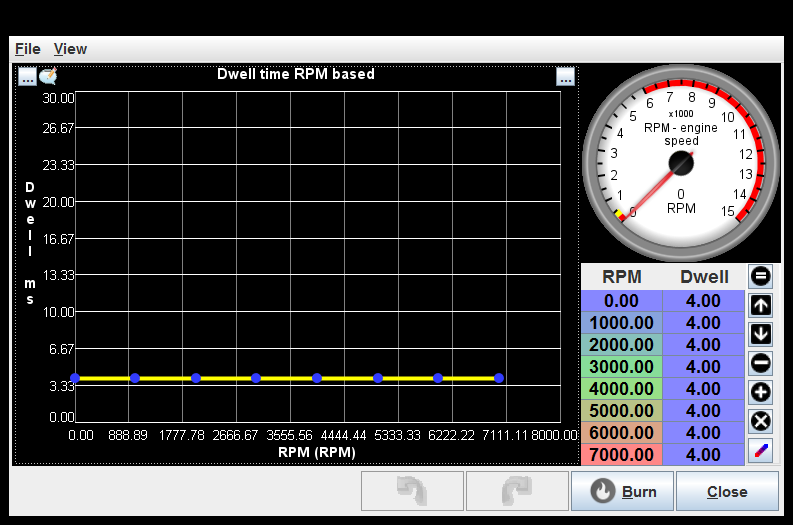 File View
... Dwell time RPM based ...
30.00
26.67
23.33
20.00
16.67
13.33
10.00
6.67
3.33
0.00
Dwell ms
0.00 888.89 1777.78 2666.67 3555.56 4444.44 5333.33 6222.22 7111.11 8000.00
RPM (RPM)
0 1 2 3 4 5 6 7 8 9 10 11 12 13 14 15
x1000
RPM - engine
speed
0
RPM
RPM Dwell
0.00 4.00
1000.00 4.00
2000.00 4.00
3000.00 4.00
4000.00 4.00
5000.00 4.00
6000.00 4.00
7000.00 4.00
Burn Close